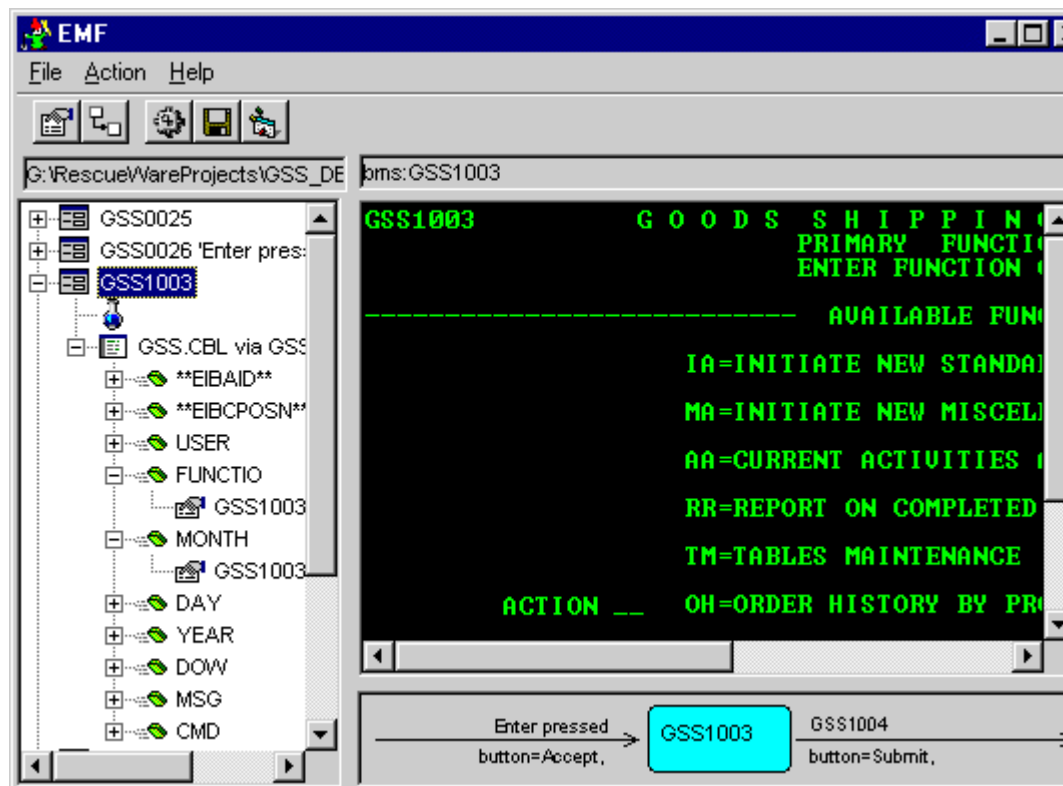 EMF
File Action Help
G:\RescueWareProjects\GSS_DE
bms:GSS1003
GSS0025
GSS0026 'Enter pres
GSS1003
GSS.CBL via GSS
**EIBAID**
**EIBCPOSN**
USER
FUNCTIO
GSS1003
MONTH
GSS1003
DAY
YEAR
DOW
MSG
CMD
GSS1003 G O O D S S H I P P I N
PRIMARY FUNCTI
ENTER FUNCTION
--------------------------- AVAILABLE FUN
IA=INITIATE NEW STANDA
MA=INITIATE NEW MISCEL
AA=CURRENT ACTIVITIES
RR=REPORT ON COMPLETED
TM=TABLES MAINTENANCE
ACTION __ OH=ORDER HISTORY BY PR
Enter pressed
button=Accept,
GSS1003
GSS1004
button=Submit,